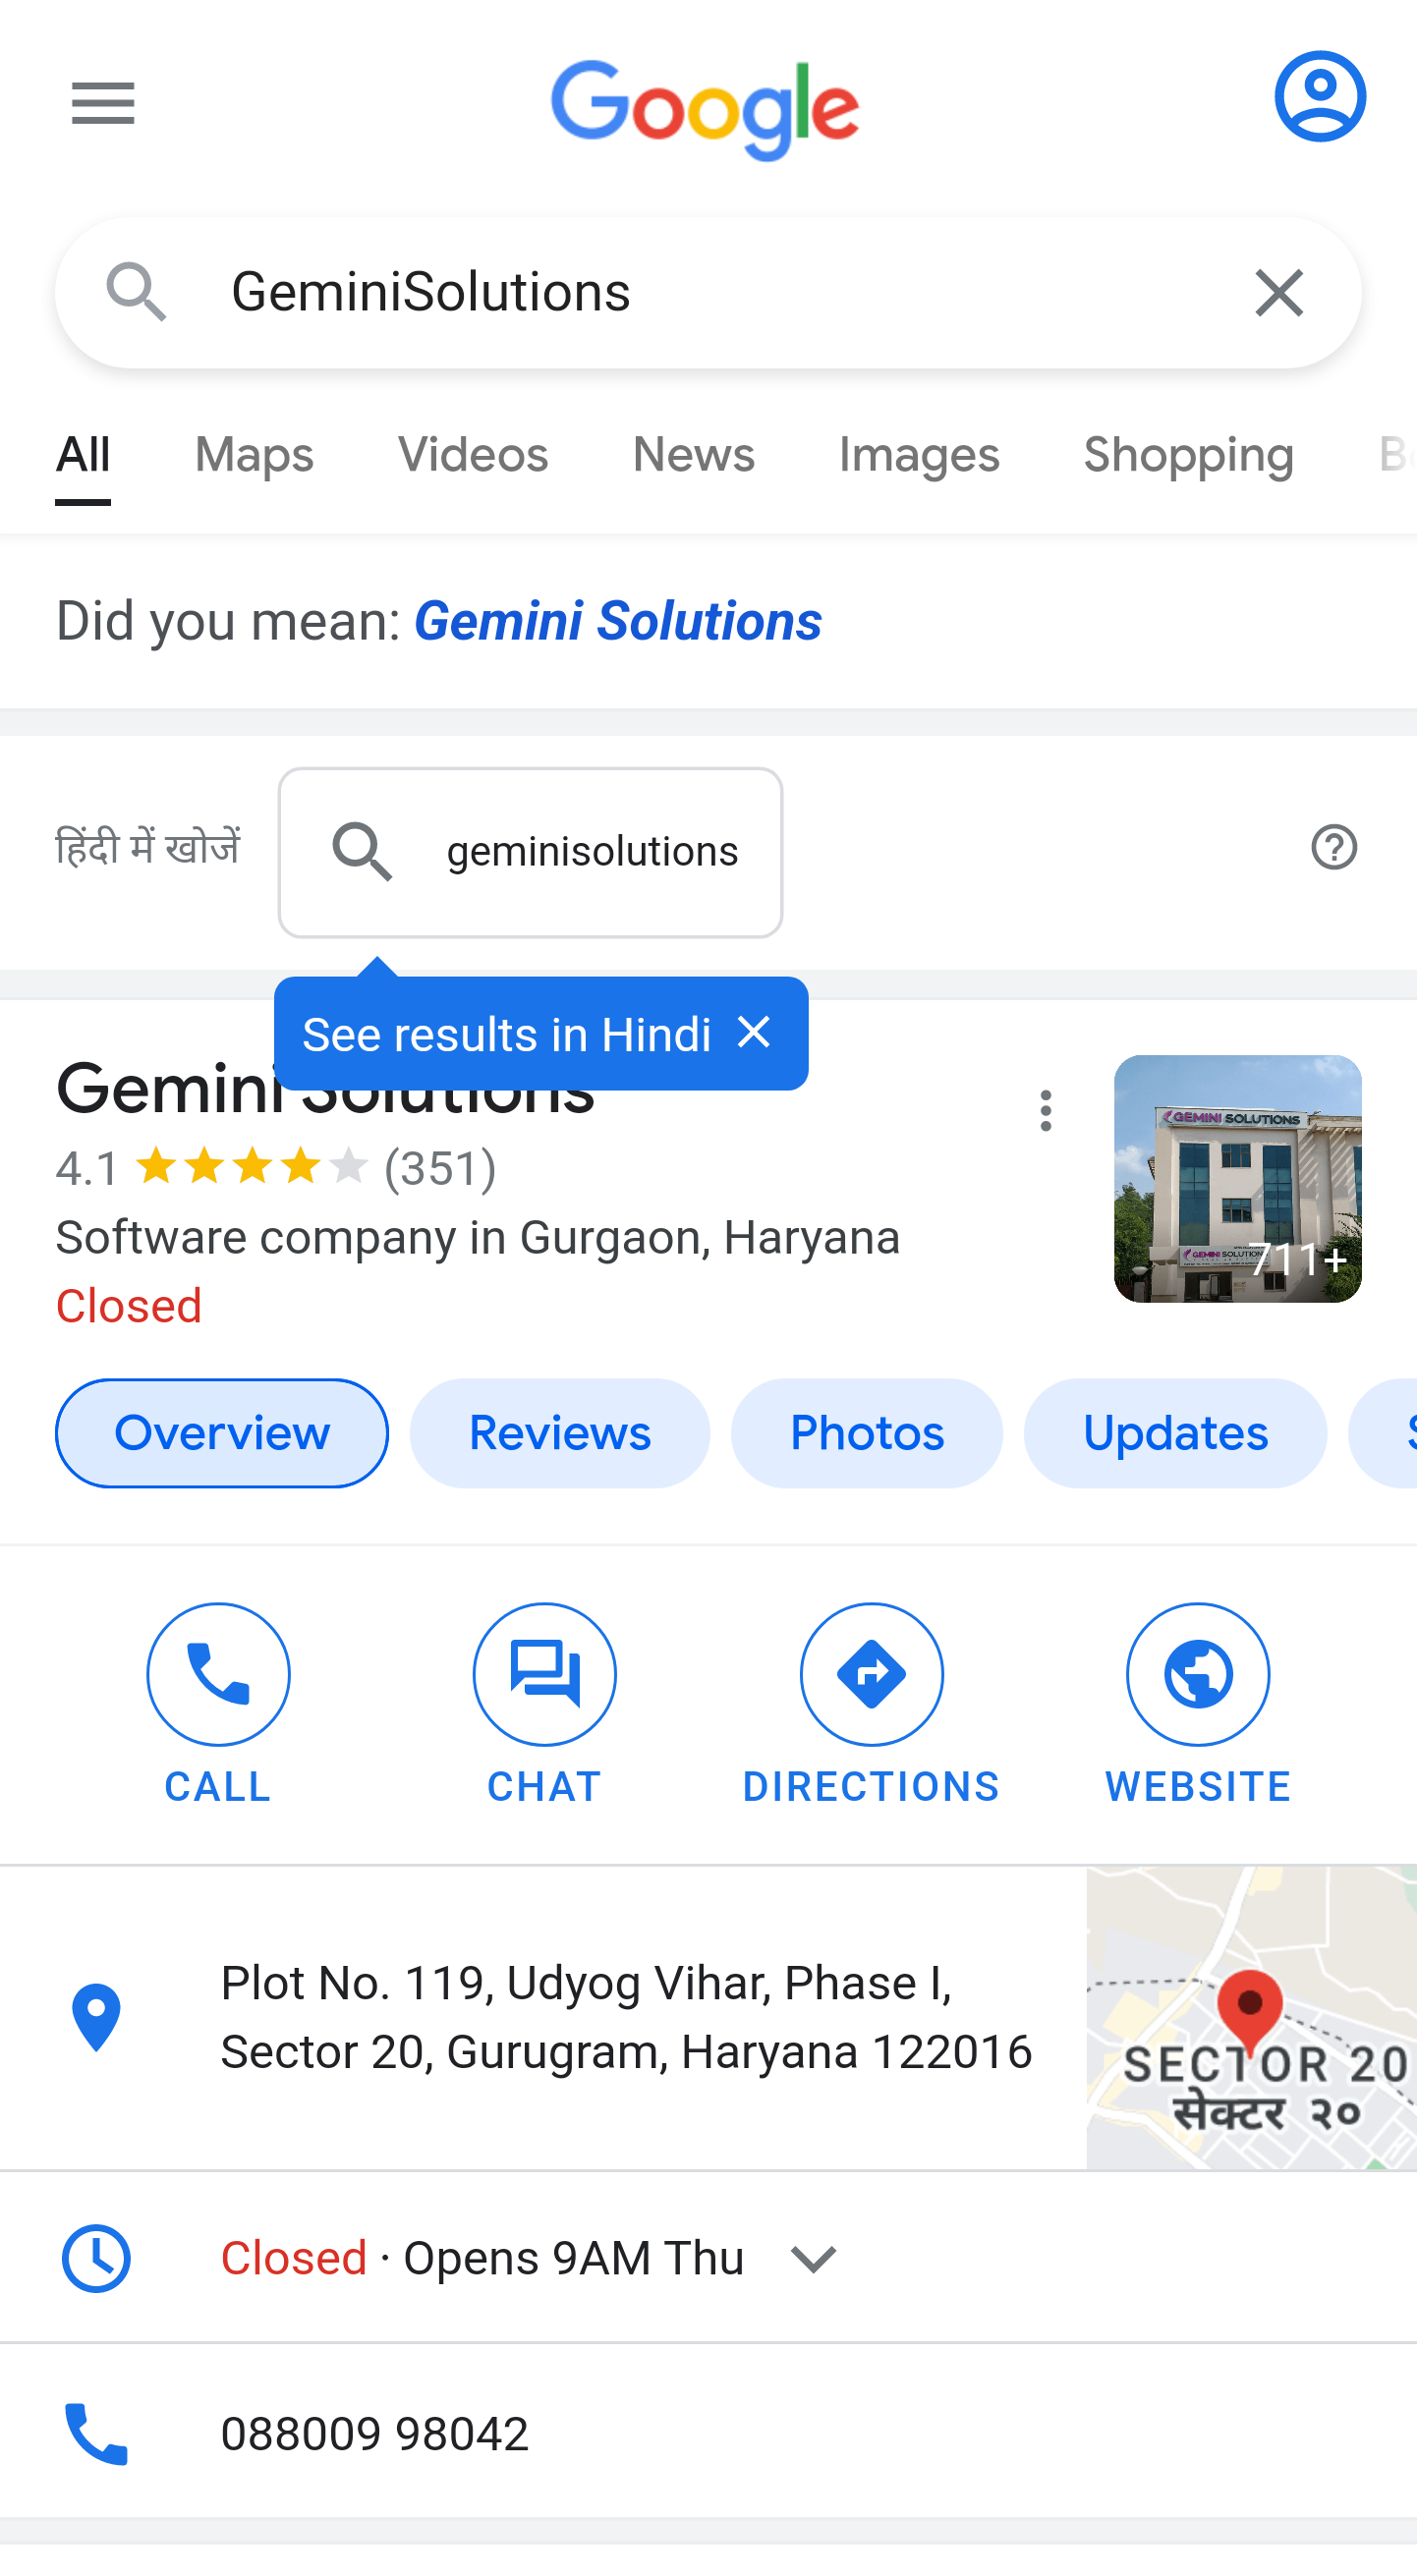 Google
GeminiSolutions
All Maps Videos News Images Shopping
Did you mean: Gemini Solutions
हिंदी में खोजें geminisolutions
See results in Hindi
Gemini Solutions
GEMINI SOLUTIONS
4.1 (351)
Software company in Gurgaon, Haryana
GEMINI SOLUTION
711+
Closed
Overview Reviews Photos Updates
CALL CHAT DIRECTIONS WEBSITE
Plot No. 119, Udyog Vihar, Phase I,
Sector 20, Gurugram, Haryana 122016
SECTOR 20
सेक्टर २०
Closed · Opens 9AM Thu
088009 98042